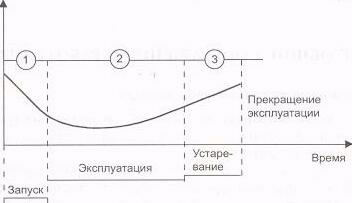 1
2
3
Прекращение
эксплуатации
Устаре-
вание
Время
Эксплуатация
Запуск